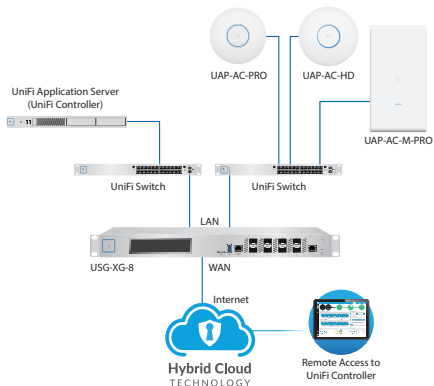 UAP-AC-PRO
UAP-AC-HD
UniFi Application Server
(UniFi Controller)
UAP-AC-M-PRO
UniFi Switch
UniFi Switch
LAN
USG-XG-8
WAN
Internet
Hybrid Cloud
TECHNOLOGY
Remote Access to
UniFi Controller